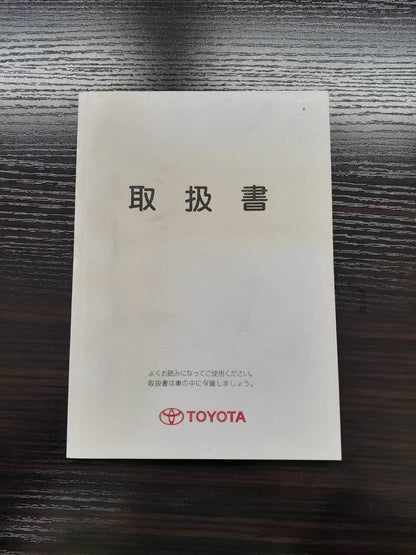 取扱書
よくお読みになってご使用ください。
取扱書は車の中に保管しましょう。
TOYOTA